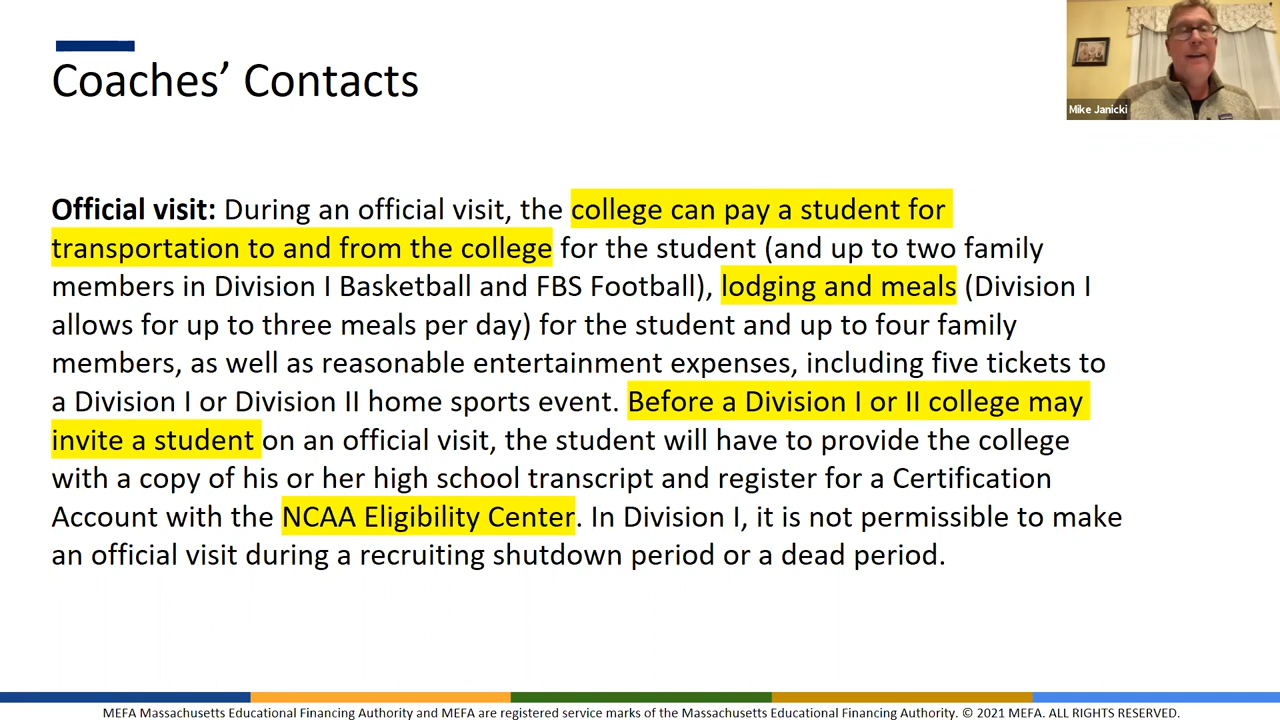 Coaches’ Contacts
Mike Janicki
Official visit: During an official visit, the college can pay a student for
transportation to and from the college for the student (and up to two family
members in Division I Basketball and FBS Football), lodging and meals (Division I
allows for up to three meals per day) for the student and up to four family
members, as well as reasonable entertainment expenses, including five tickets to
a Division I or Division II home sports event. Before a Division I or II college may
invite a student on an official visit, the student will have to provide the college
with a copy of his or her high school transcript and register for a Certification
Account with the NCAA Eligibility Center. In Division I, it is not permissible to make
an official visit during a recruiting shutdown period or a dead period.
MEFA Massachusetts Educational Financing Authority and MEFA are registered service marks of the Massachusetts Educational Financing Authority. © 2021 MEFA. ALL RIGHTS RESERVED.